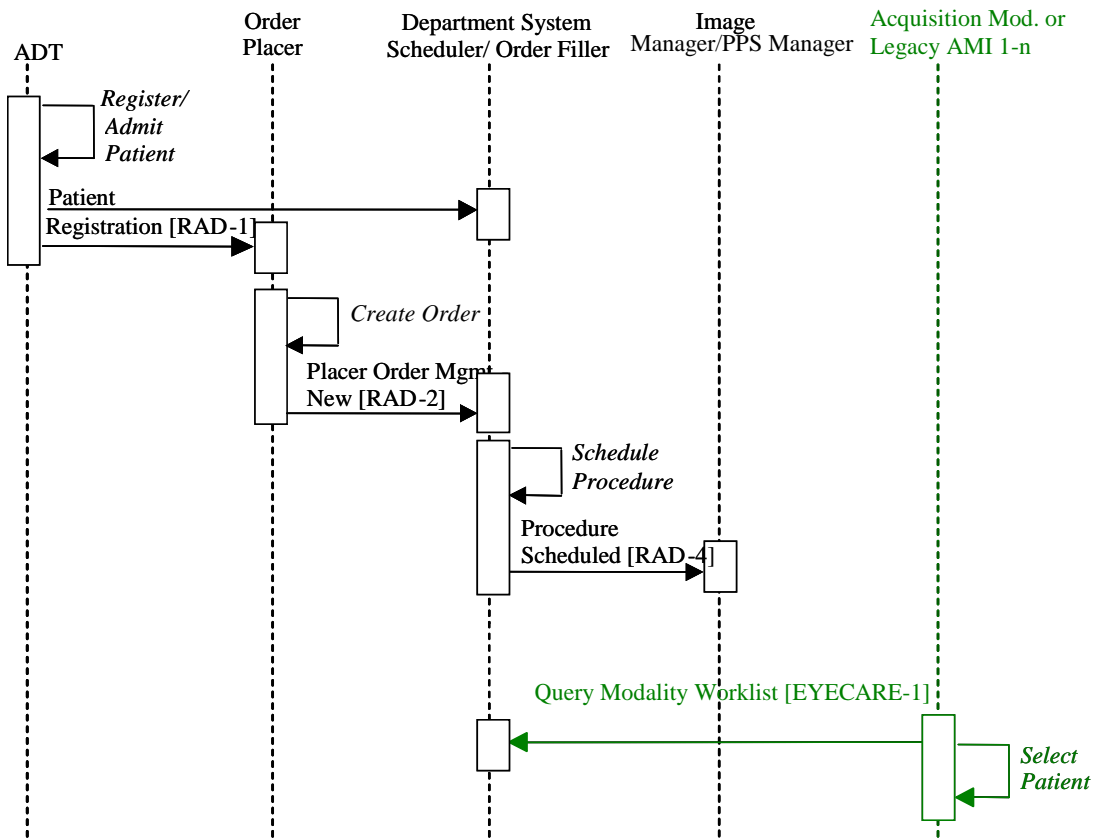 ADT
Order
Placer
Department System
Scheduler/ Order Filler
Image
Manager/PPS Manager
Acquisition Mod. or
Legacy AMI 1-n
Register/
Admit
Patient
Patient
Registration [RAD-1]
Create Order
Placer Order Mgmt
New [RAD-2]
Schedule
Procedure
Procedure
Scheduled [RAD-4]
Query Modality Worklist [EYECARE-1]
Select
Patient